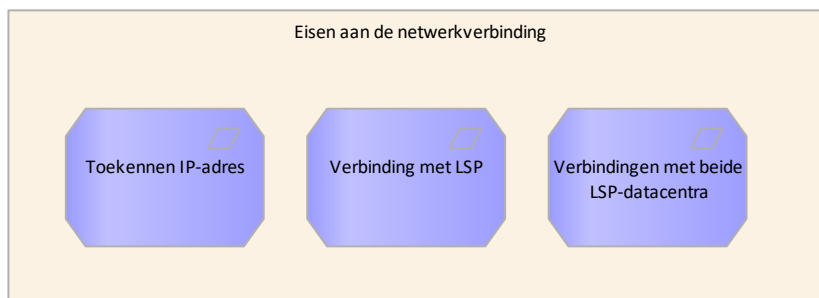 Eisen aan de netwerkverbinding
Toekennen IP-adres
Verbinding met LSP
Verbindingen met beide
LSP-datacentra